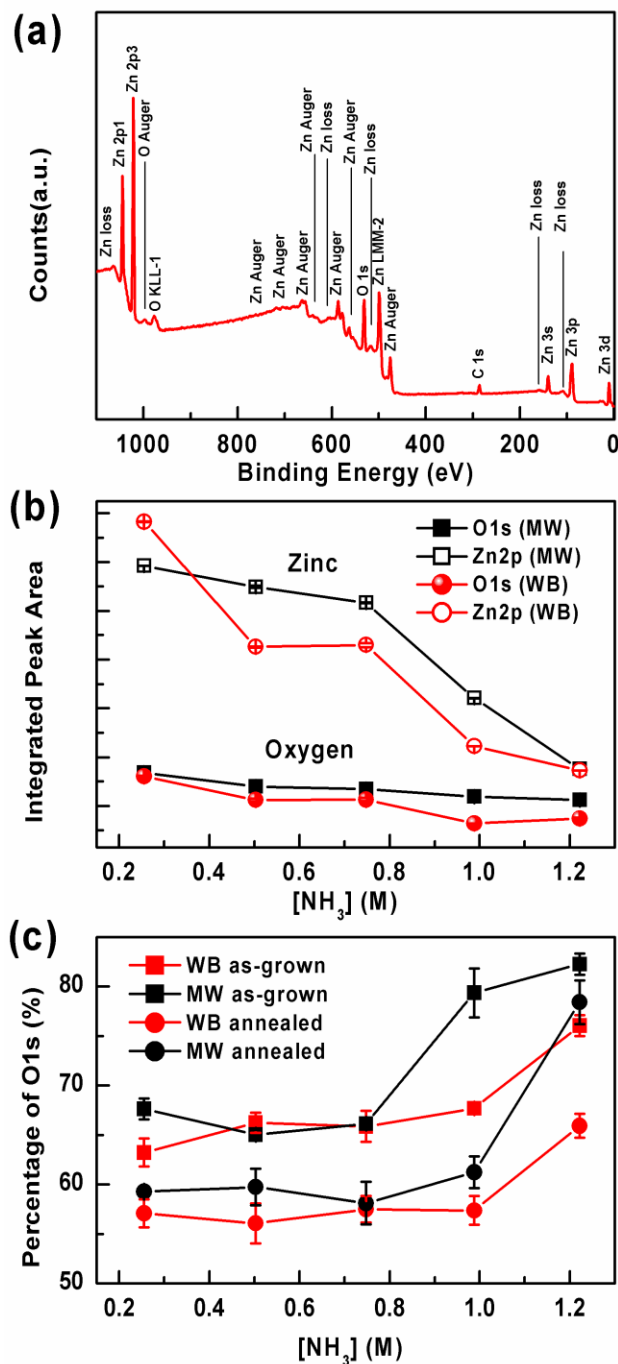 (a)
Counts(a.u.)
Zn loss
Zn 2p1
Zn 2p3
O Auger
O KLL-1
Zn Auger
Zn Auger
Zn Auger
Zn Auger
Zn loss
Zn Auger
Zn Auger
O 1s
Zn loss
Zn LMM-2
Zn Auger
C 1s
Zn loss
Zn 3s
Zn loss
Zn 3p
Zn 3d
1000 800 600 400 200 0
Binding Energy (eV)
(b)
Integrated Peak Area
Zinc
Oxygen
O1s (MW)
Zn2p (MW)
O1s (WB)
Zn2p (WB)
0.2 0.4 0.6 0.8 1.0 1.2
[NH₃] (M)
(c)
Percentage of O1s (%)
WB as-grown
MW as-grown
WB annealed
MW annealed
80
70
60
50
0.2 0.4 0.6 0.8 1.0 1.2
[NH₃] (M)